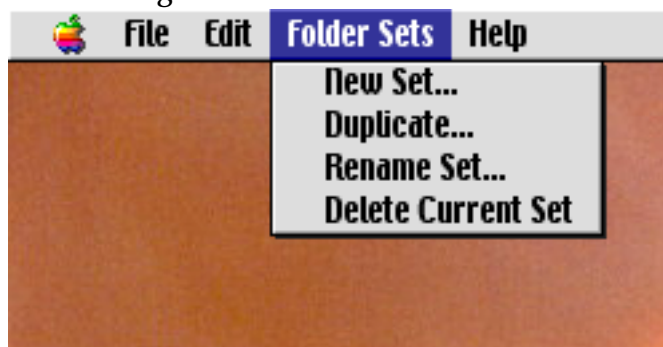 File Edit Folder Sets Help
New Set...
Duplicate...
Rename Set...
Delete Current Set